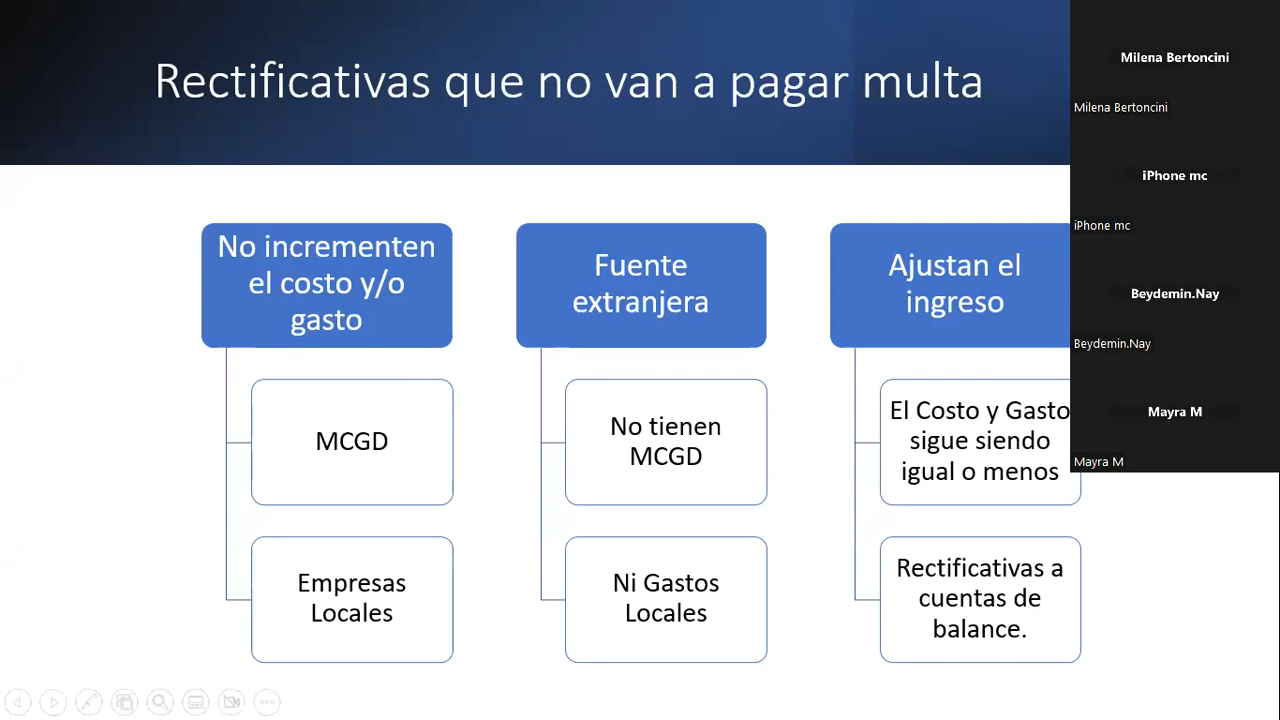 Rectificativas que no van a pagar multa
No incrementen
el costo y/o
gasto
MCGD
Empresas
Locales
Fuente
extranjera
No tienen
MCGD
Ni Gastos
Locales
Ajustan el
ingreso
El Costo y Gasto
sigue siendo
igual o menos
Rectificativas a
cuentas de
balance.
Milena Bertoncini
Milena Bertoncini
iPhone mc
iPhone mc
Beydemin.Nay
Beydemin.Nay
Mayra M
Mayra M